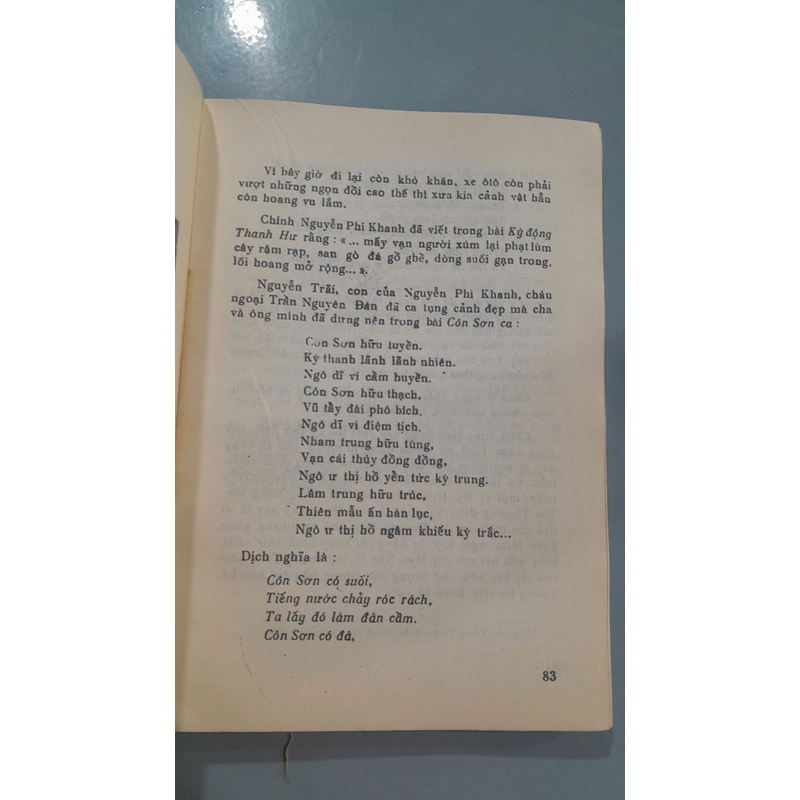 Vì bây giờ đi lại còn khó khăn, xe ôtô còn phải
vượt những ngọn đồi cao thế thì xưa kia cảnh vật hẳn
còn hoang vu lắm.
Chính Nguyễn Phi Khanh đã viết trong bài Kỳ động
Thanh Hư rằng : « ... mấy vạn người xúm lại phạt lùm
cây rậm rạp, san gò đá gồ ghề, dòng suối gạn trong,
lối hoang mở rộng... ».
Nguyễn Trãi, con của Nguyễn Phi Khanh, cháu
ngoại Trần Nguyên Đán đã ca tụng cảnh đẹp mà cha
và ông mình đã dựng nên trong bài Côn Sơn ca :
Côn Sơn hữu tuyền.
Kỳ thanh lãnh lãnh nhiên.
Ngô dĩ vi cầm huyền.
Côn Sơn hữu thạch,
Vũ tẩy đài phô bích.
Ngô dĩ vi điệm tịch.
Nham trung hữu tùng,
Vạn cái thúy đồng đồng,
Ngô ư thị hồ yển tức kỳ trung.
Lâm trung hữu trúc,
Thiên mẫu ấn hàn lục,
Ngô ư thị hồ ngâm khiếu kỳ trắc...
Dịch nghĩa là :
Côn Sơn có suối,
Tiếng nước chảy róc rách,
Ta lấy đó làm đàn cầm.
Côn Sơn có đá,
83